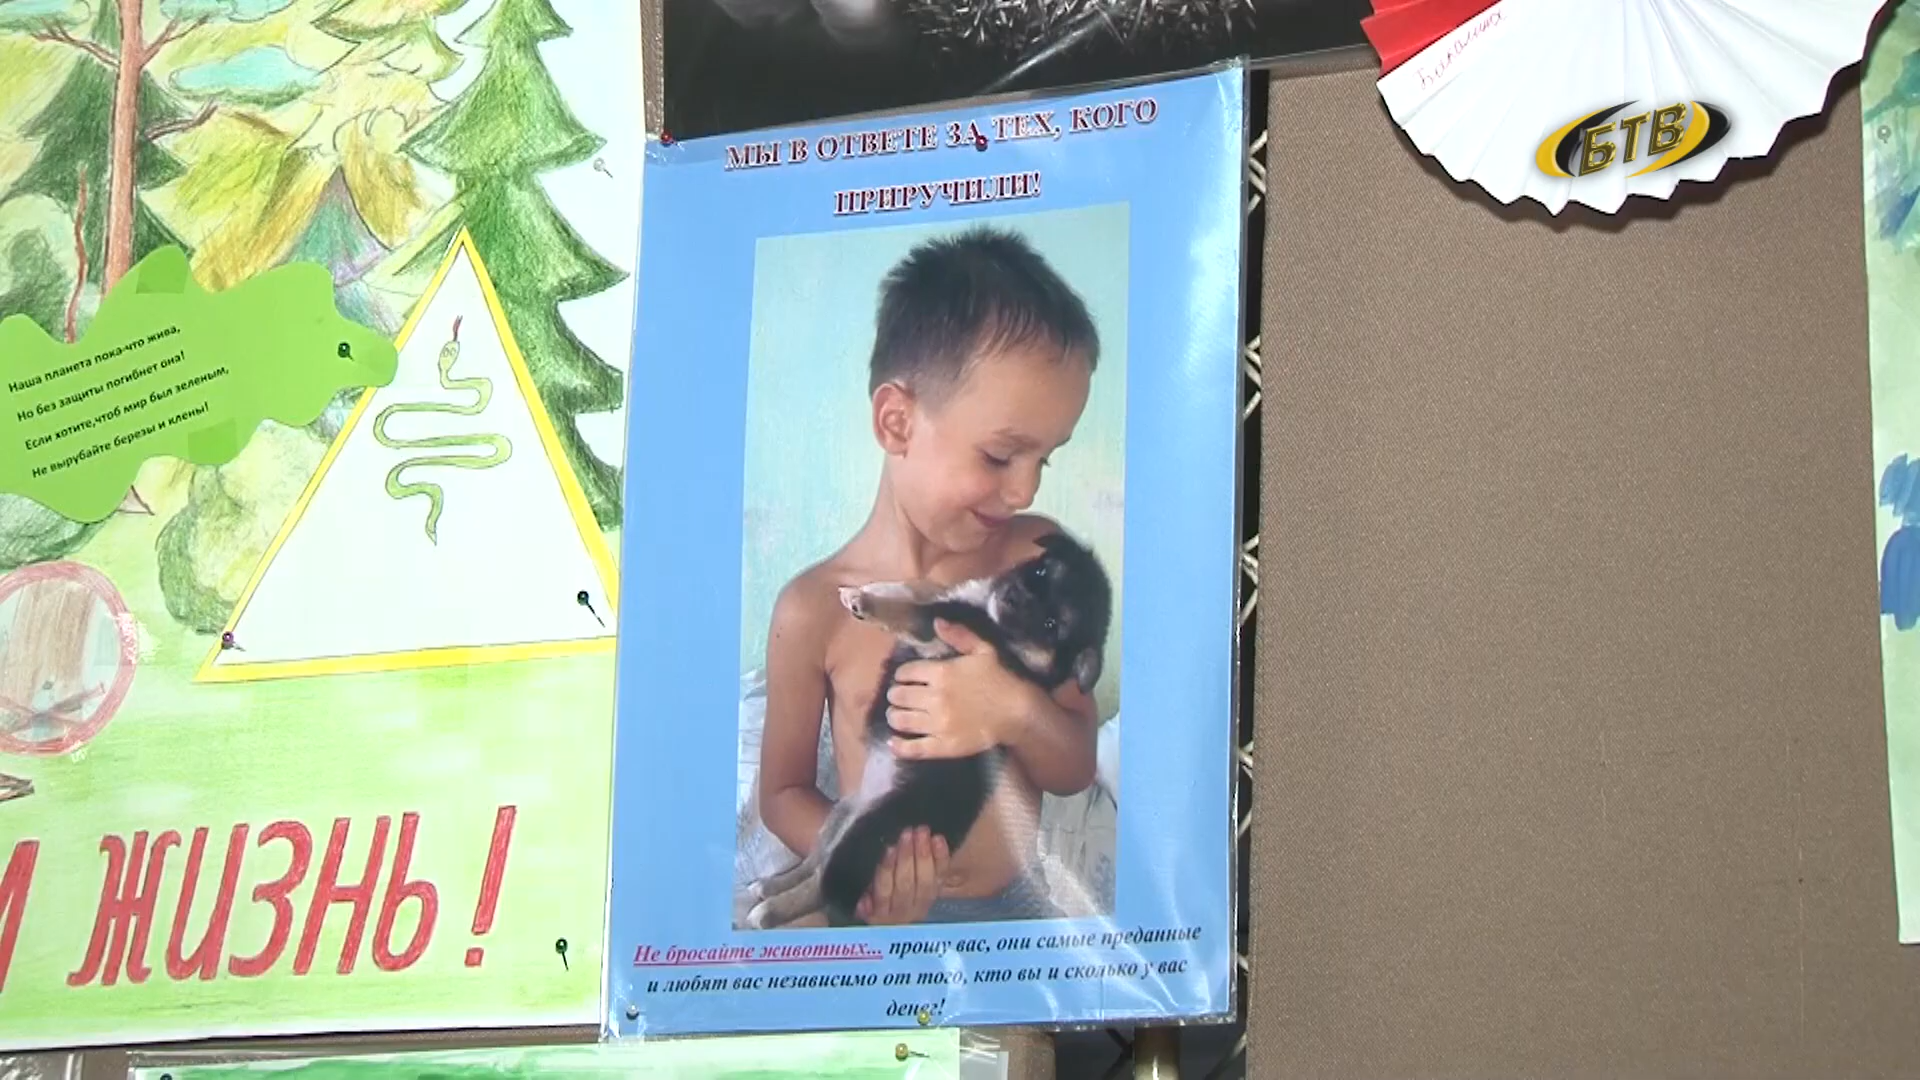 Бакалина
БТВ
МЫ В ОТВЕТЕ ЗА ТЕХ, КОГО
ПРИРУЧИЛИ!
Наша планета пока-что жива,
Но без защиты погибнет она!
Если хотите,чтоб мир был зеленым,
Не вырубайте березы и клены!
ЖИЗНЬ!
Не бросайте животных... прошу вас, они самые преданные
и любят вас независимо от того, кто вы и сколько у вас
денег!